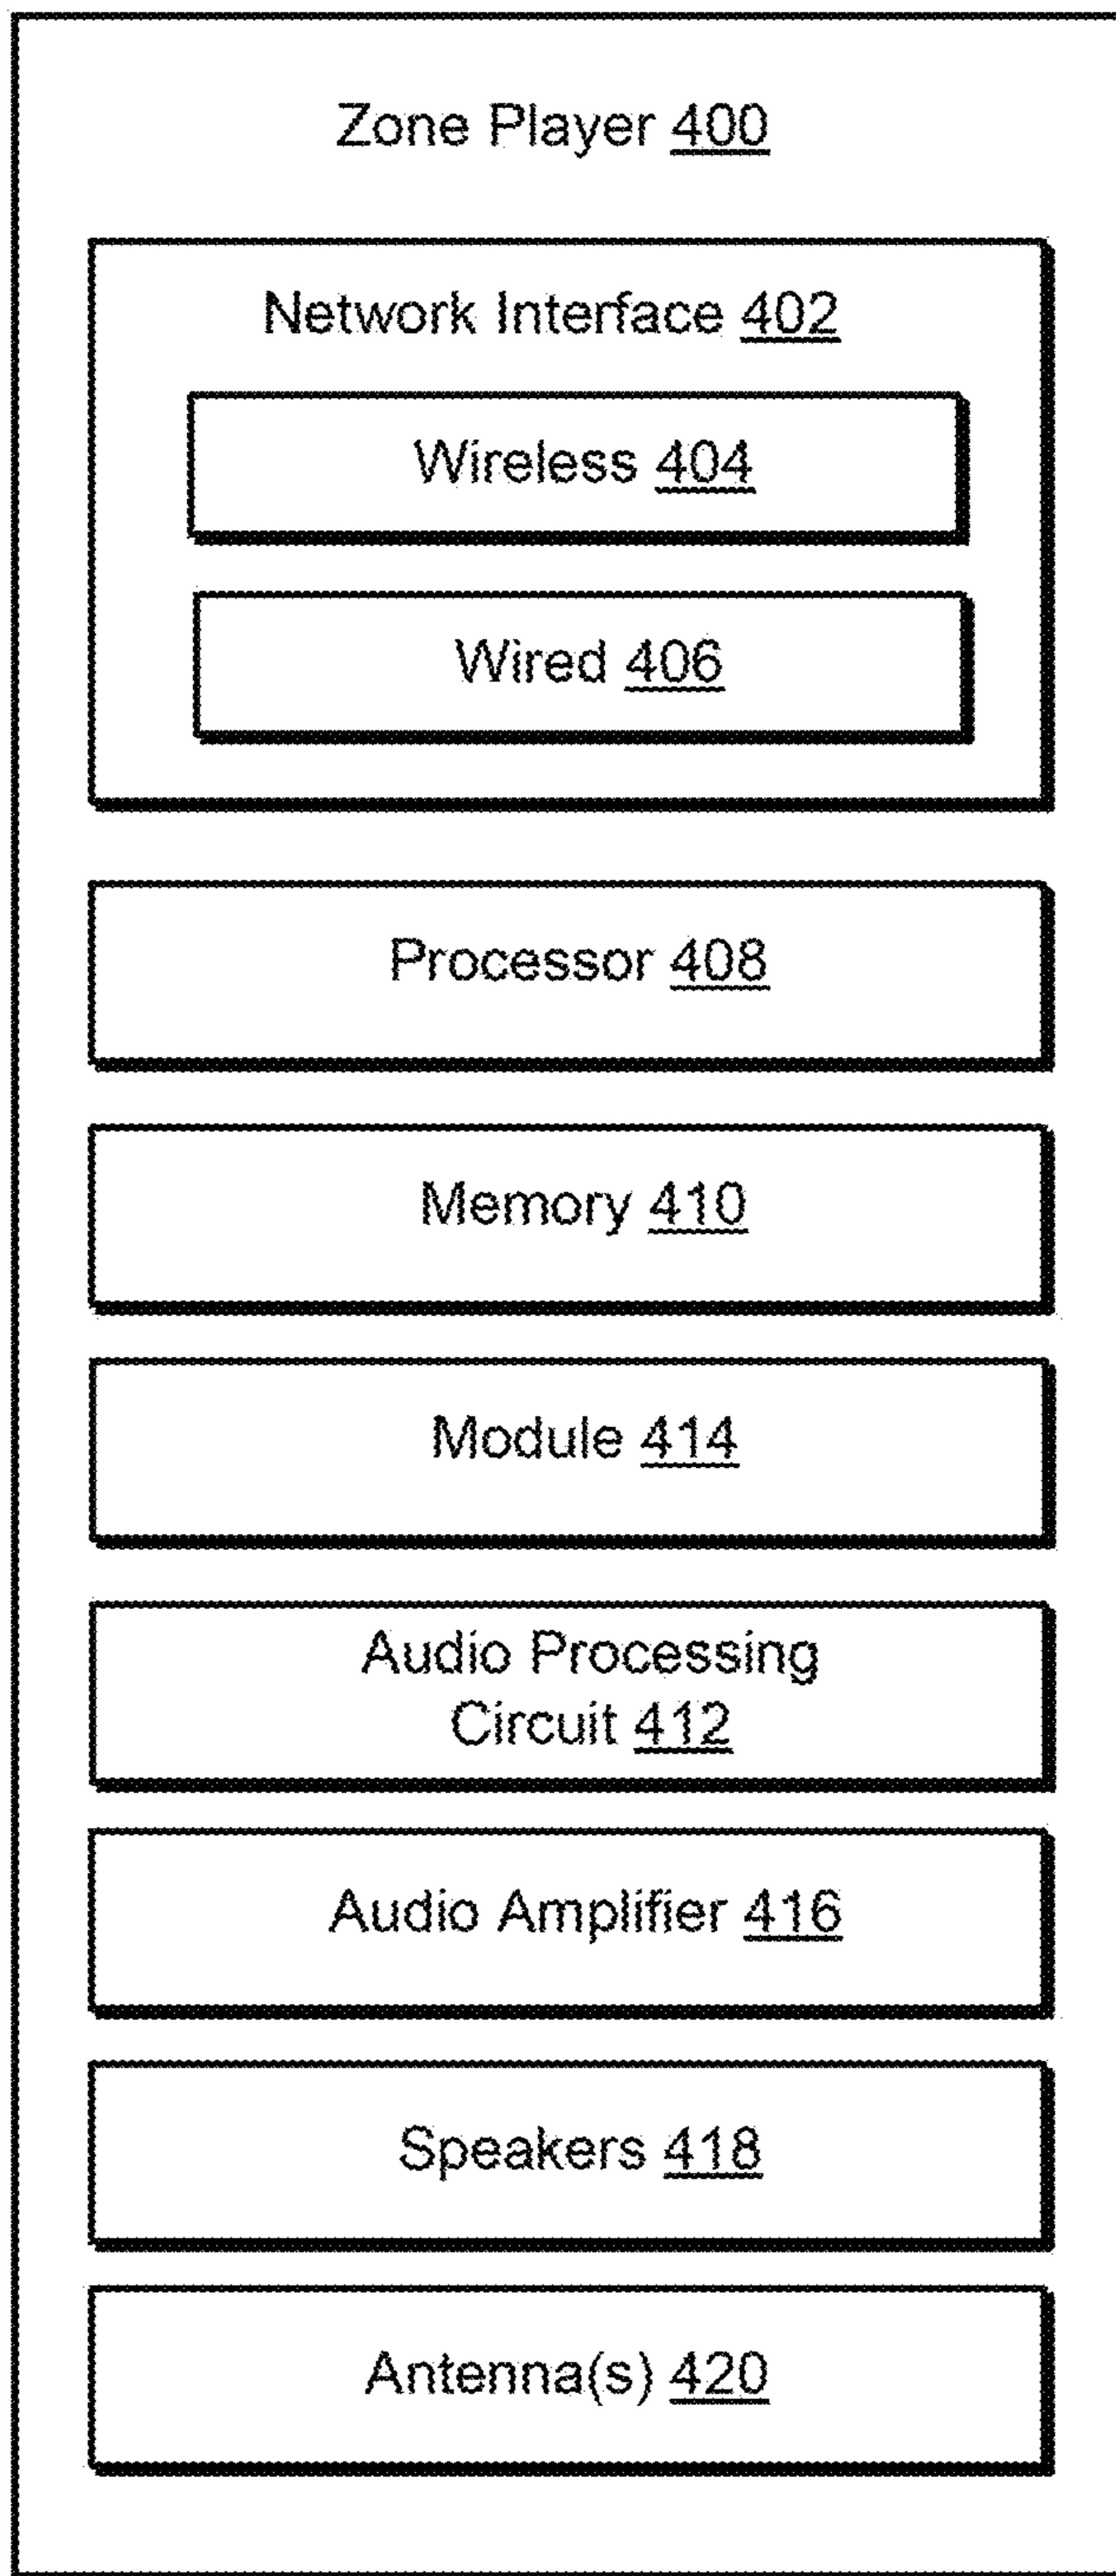 Zone Player 400
Network Interface 402
Wireless 404
Wired 406
Processor 408
Memory 410
Module 414
Audio Processing
Circuit 412
Audio Amplifier 416
Speakers 418
Antenna(s) 420